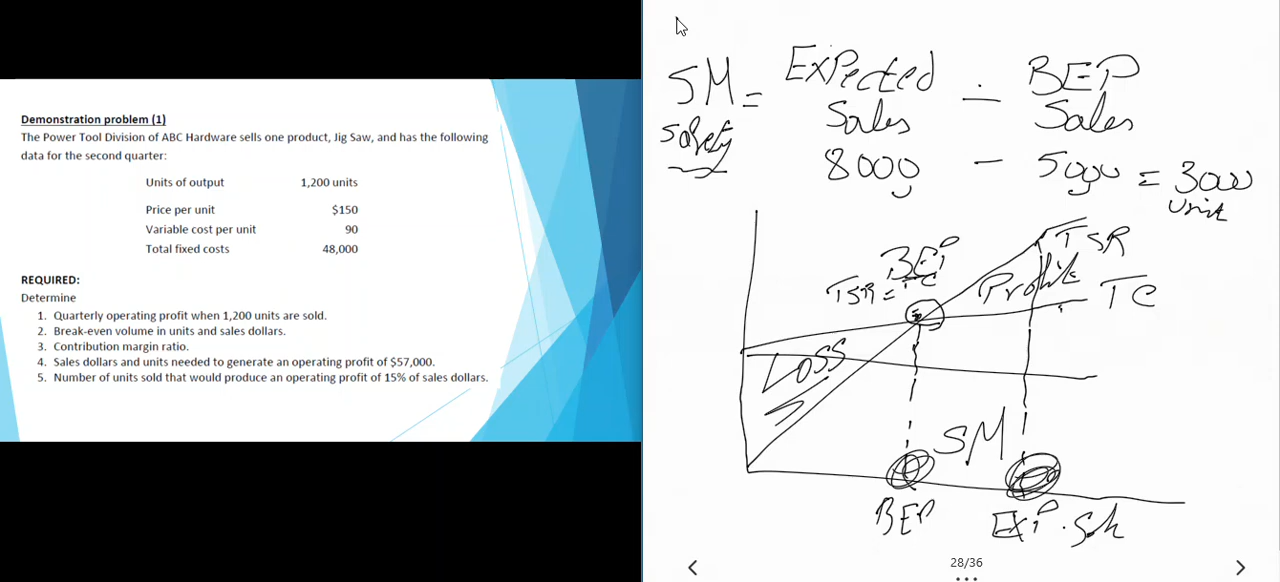 Demonstration problem (1)
The Power Tool Division of ABC Hardware sells one product, Jig Saw, and has the following
data for the second quarter:
Units of output 1,200 units
Price per unit $150
Variable cost per unit 90
Total fixed costs 48,000
REQUIRED:
Determine
1. Quarterly operating profit when 1,200 units are sold.
2. Break-even volume in units and sales dollars.
3. Contribution margin ratio.
4. Sales dollars and units needed to generate an operating profit of $57,000.
5. Number of units sold that would produce an operating profit of 15% of sales dollars.
SM = Expected - BEP
Safety Sales Sales
8000 - 5000 = 3000
unit
BEP
TSR = TC
TSR
Profit
TC
LOSS
SM
BEP
EXP.
28/36